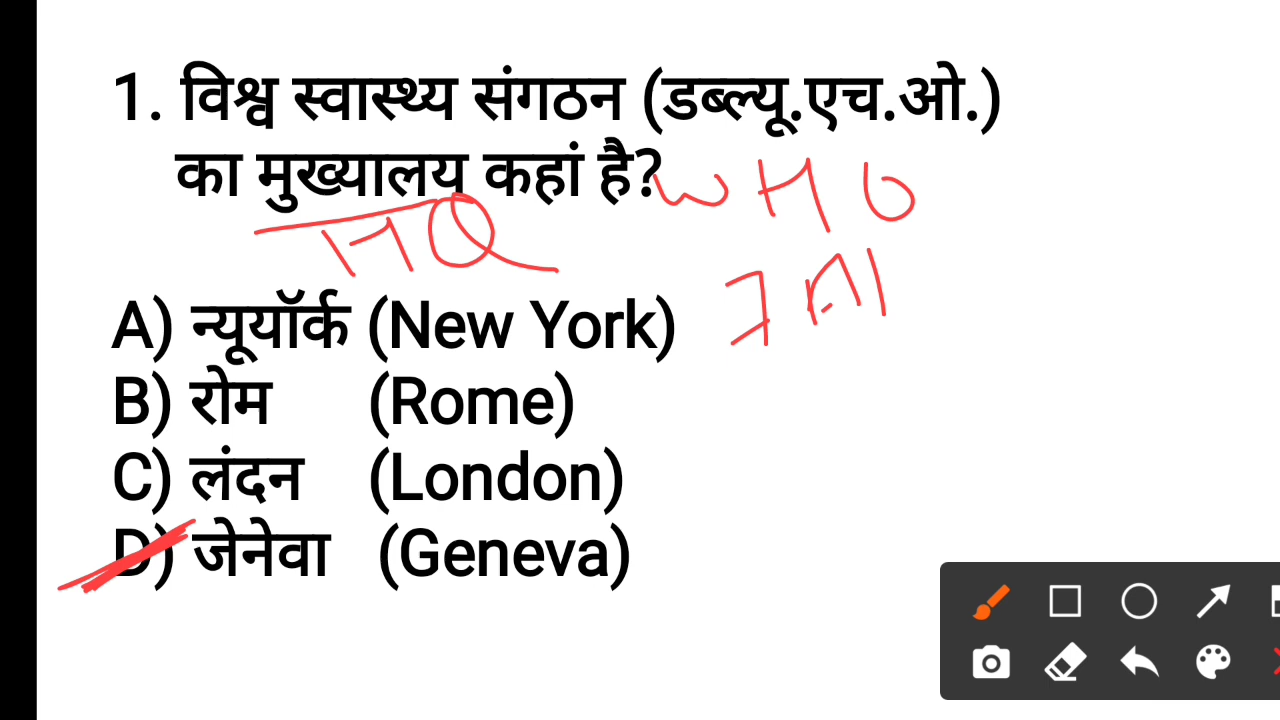 1. विश्व स्वास्थ्य संगठन (डब्ल्यू.एच.ओ.)
का मुख्यालय कहां है?
WHO
HQ
A) न्यूयॉर्क (New York)
B) रोम (Rome)
C) लंदन (London)
D) जेनेवा (Geneva)